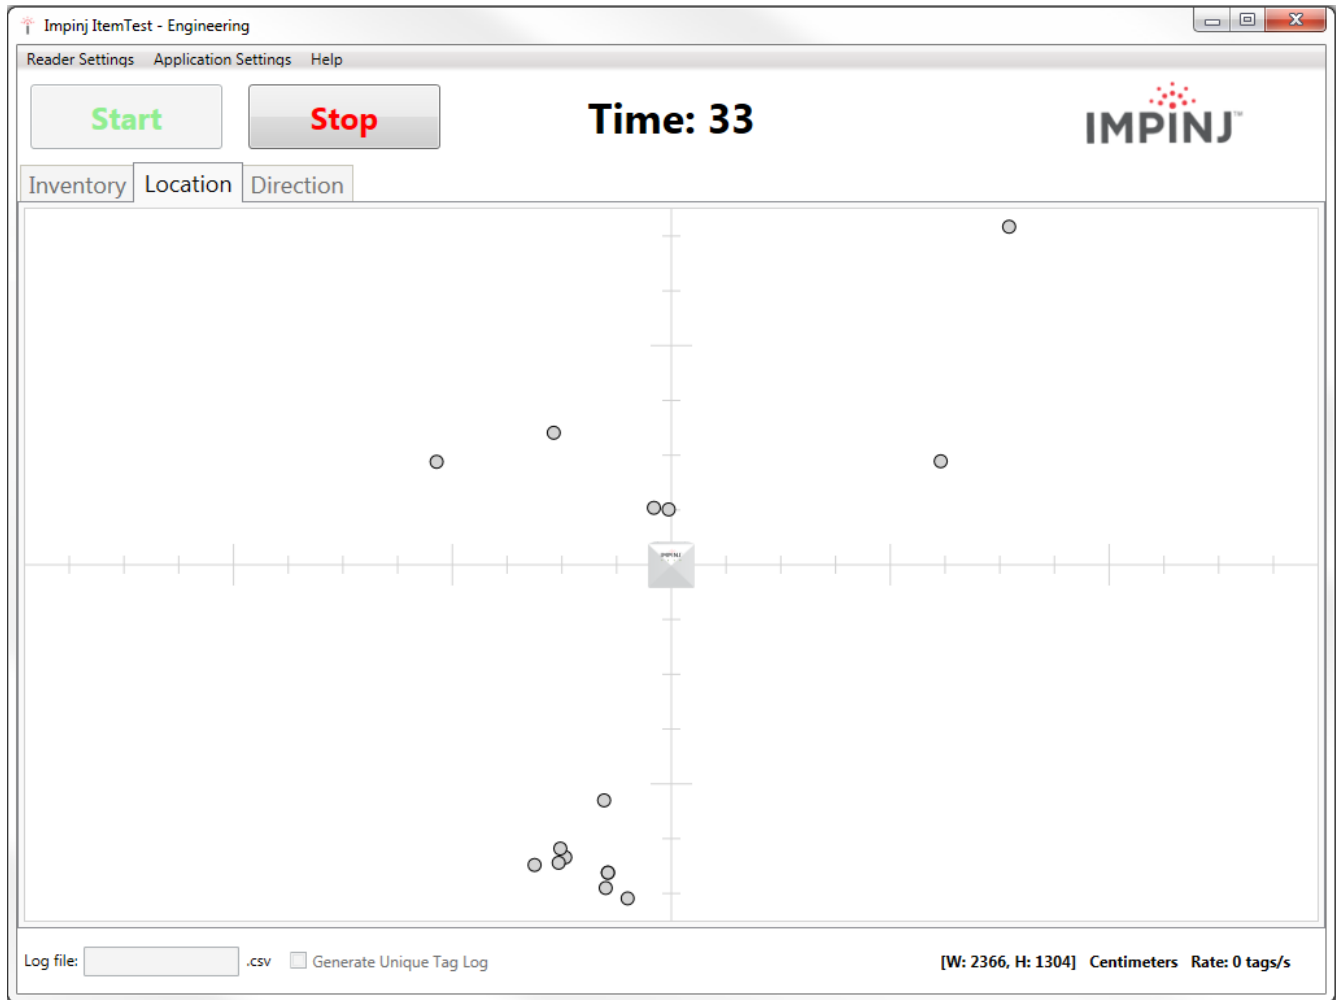 Impinj ItemTest - Engineering
Reader Settings Application Settings Help
Start Stop Time: 33 IMPINJ™
Inventory Location Direction
IMPINJ
Log file: .csv Generate Unique Tag Log [W: 2366, H: 1304] Centimeters Rate: 0 tags/s